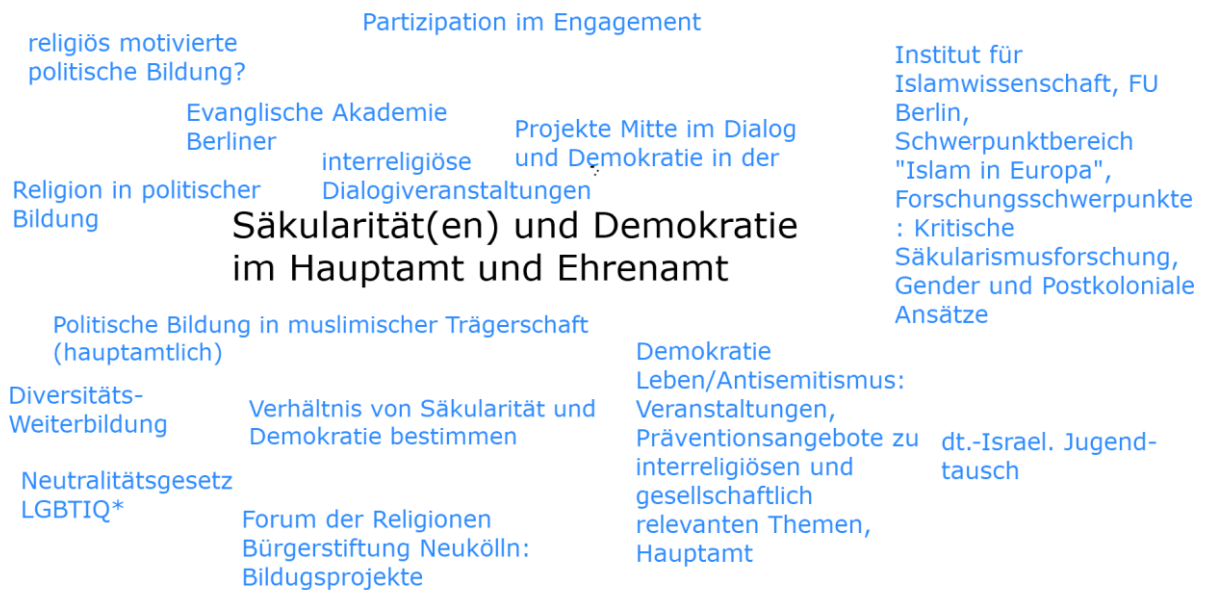 Partizipation im Engagement
religiös motivierte
politische Bildung?
Evanglische Akademie
Berliner
interreligiöse
Dialogiveranstaltungen
Projekte Mitte im Dialog
und Demokratie in der
Institut für
Islamwissenschaft, FU
Berlin,
Schwerpunktbereich
"Islam in Europa",
Forschungsschwerpunkte
: Kritische
Säkularismusforschung,
Gender und Postkoloniale
Ansätze
Religion in politischer
Bildung
Säkularität(en) und Demokratie
im Hauptamt und Ehrenamt
Politische Bildung in muslimischer Trägerschaft
(hauptamtlich)
Diversitäts-
Weiterbildung
Verhältnis von Säkularität und
Demokratie bestimmen
Demokratie
Leben/Antisemitismus:
Veranstaltungen,
Präventionsangebote zu
interreligiösen und
gesellschaftlich
relevanten Themen,
Hauptamt
dt.-Israel. Jugend-
tausch
Neutralitätsgesetz
LGBTIQ*
Forum der Religionen
Bürgerstiftung Neukölln:
Bildugsprojekte